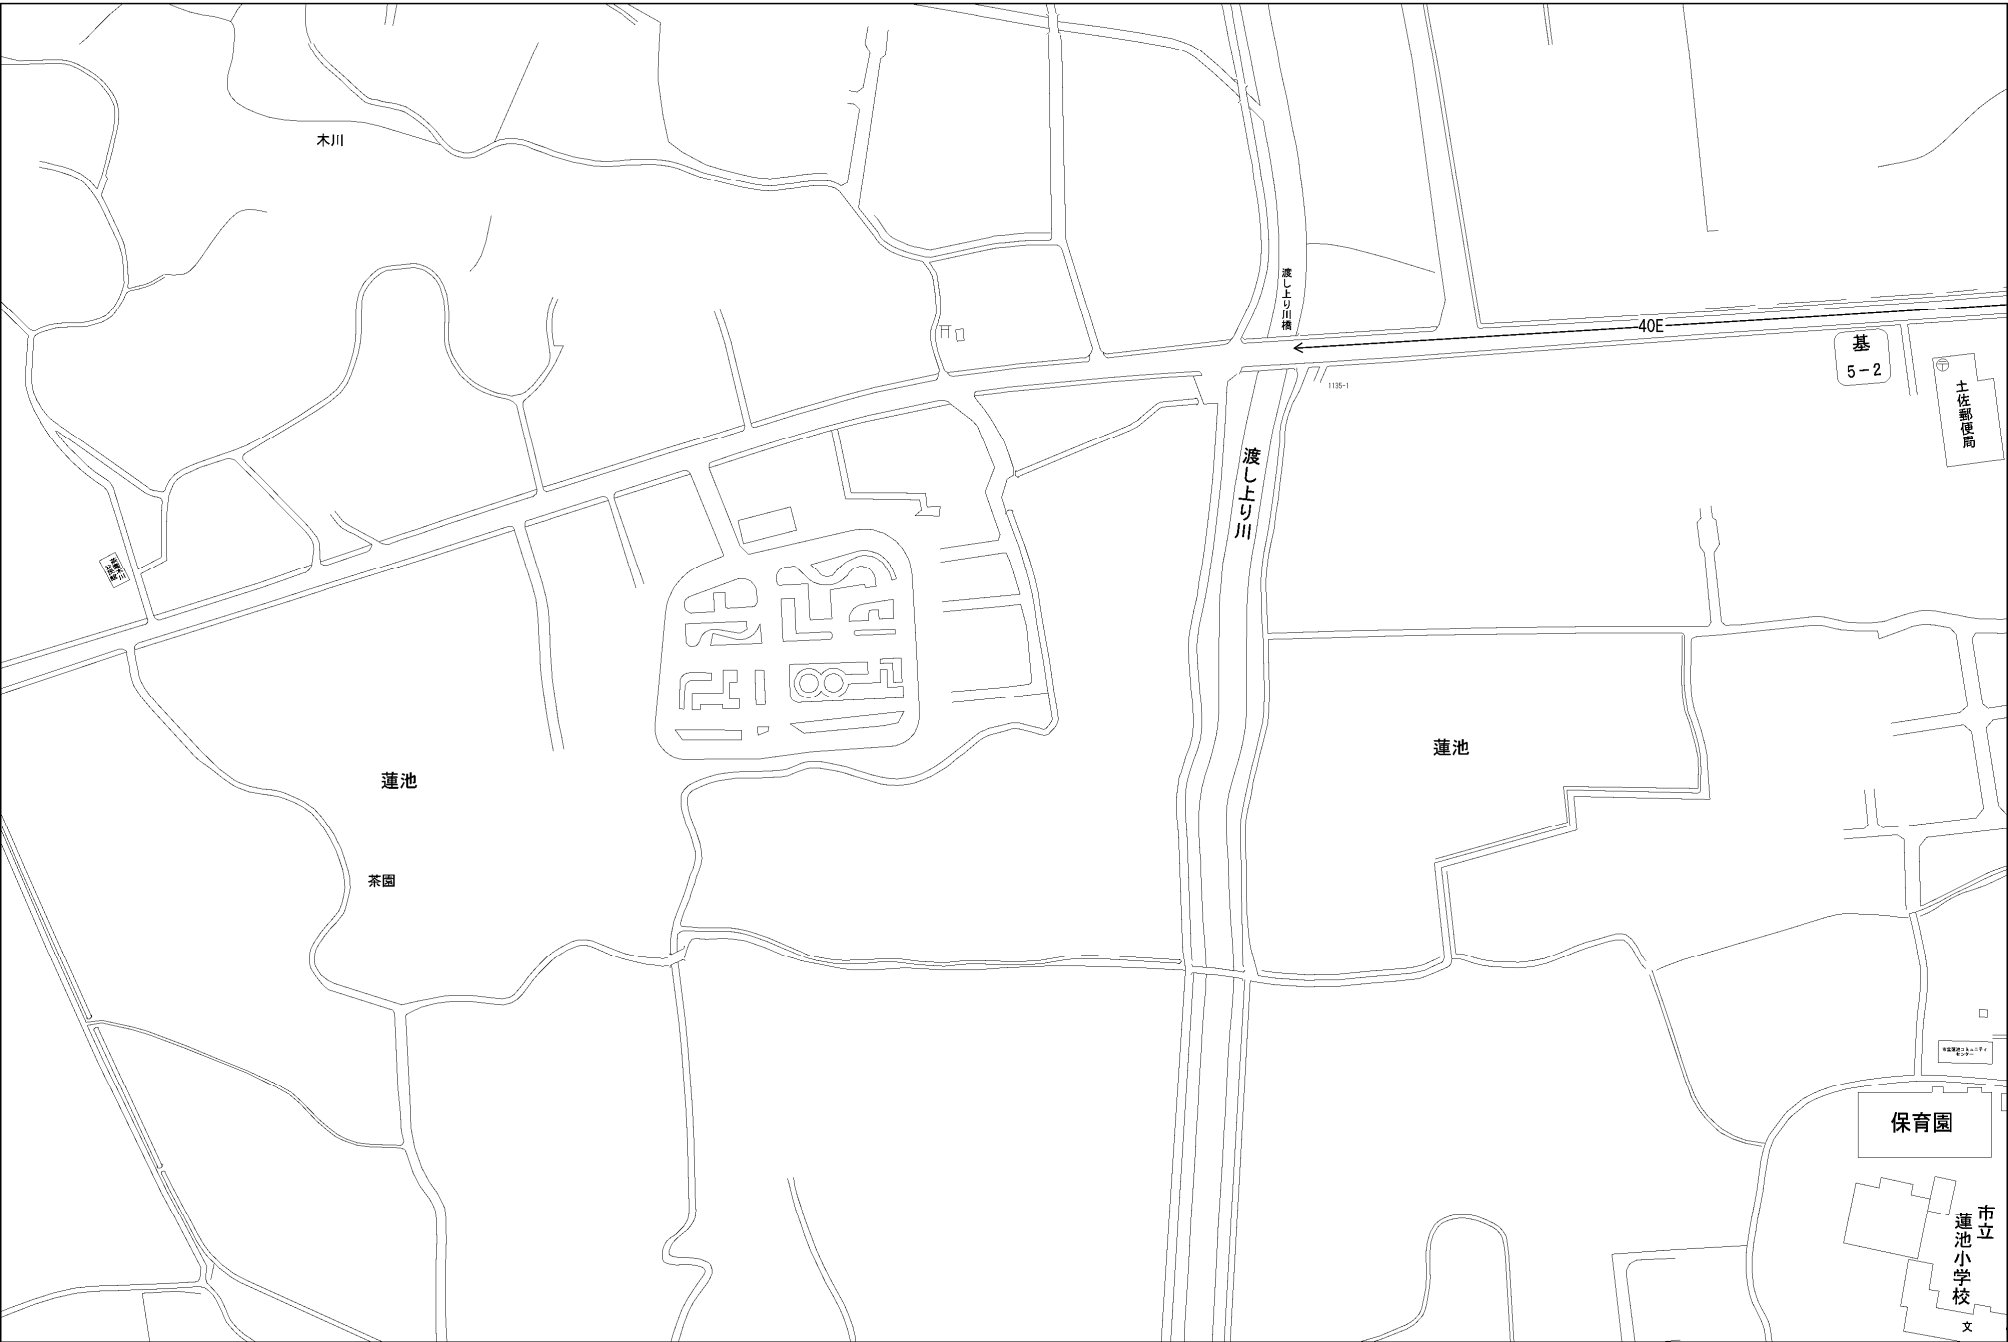 木川
渡し上り川橋
40E
基
5-2
1135-1
土佐郵便局
渡し上り川
蓮池
蓮池
茶園
保育園
市立
蓮池小学校
文